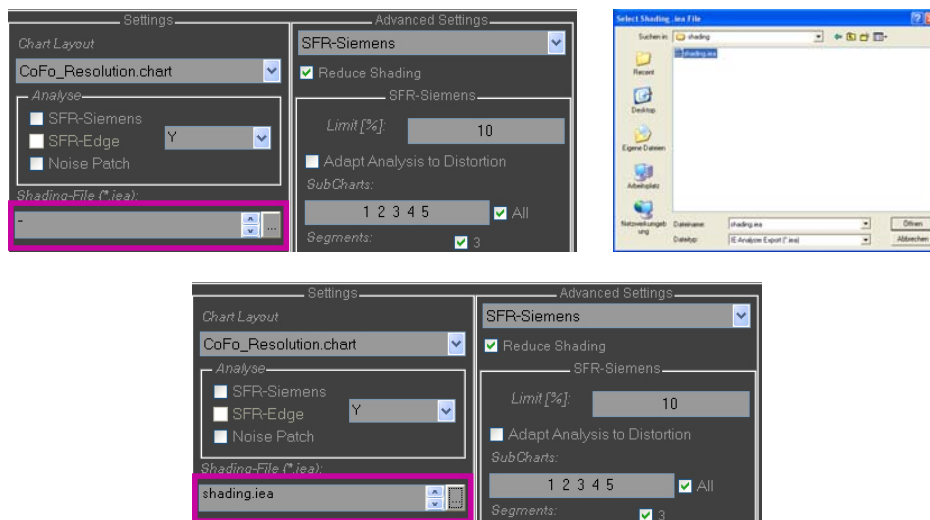 Settings
Chart Layout
CoFo_Resolution.chart
Analyse
SFR-Siemens
SFR-Edge
Y
Noise Patch
Shading-File (*.iea):
-
...
Advanced Settings
SFR-Siemens
Reduce Shading
SFR-Siemens
Limit [%]:
10
Adapt Analysis to Distortion
SubCharts:
1 2 3 4 5
All
Segments:
3
Select Shading .iea File
Suchen in:
shading
shading.iea
Recent
Desktop
Eigene Dateien
Arbeitsplatz
Netzwerkumgeb
ung
Dateiname:
shading.iea
Öffnen
Dateityp:
IE-Analyzer Export (*.iea)
Abbrechen
Settings
Chart Layout
CoFo_Resolution.chart
Analyse
SFR-Siemens
SFR-Edge
Y
Noise Patch
Shading-File (*.iea):
shading.iea
...
Advanced Settings
SFR-Siemens
Reduce Shading
SFR-Siemens
Limit [%]:
10
Adapt Analysis to Distortion
SubCharts:
1 2 3 4 5
All
Segments:
3